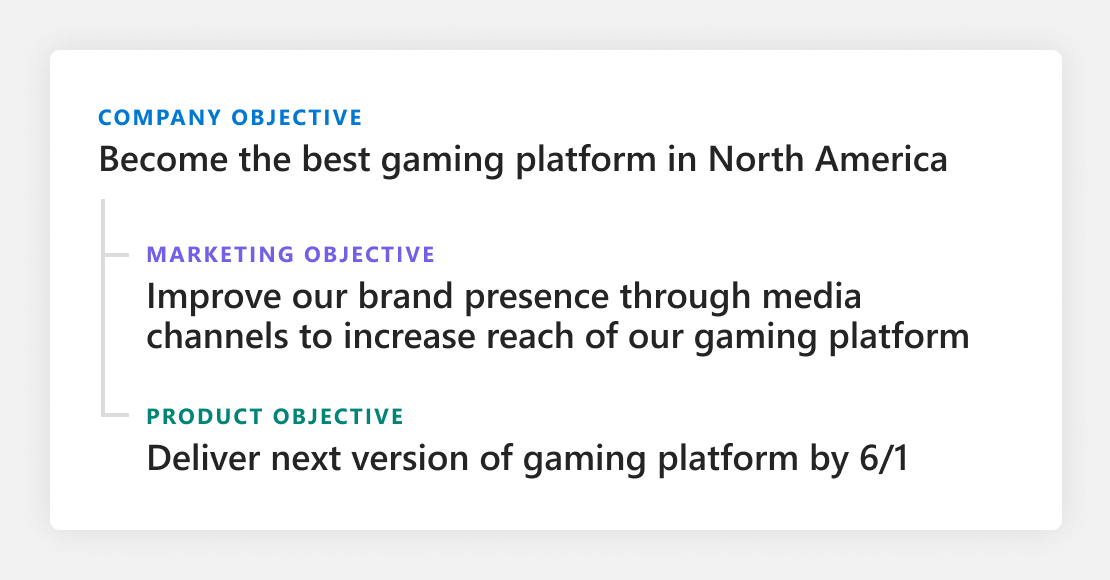 COMPANY OBJECTIVE
Become the best gaming platform in North America
MARKETING OBJECTIVE
Improve our brand presence through media
channels to increase reach of our gaming platform
PRODUCT OBJECTIVE
Deliver next version of gaming platform by 6/1